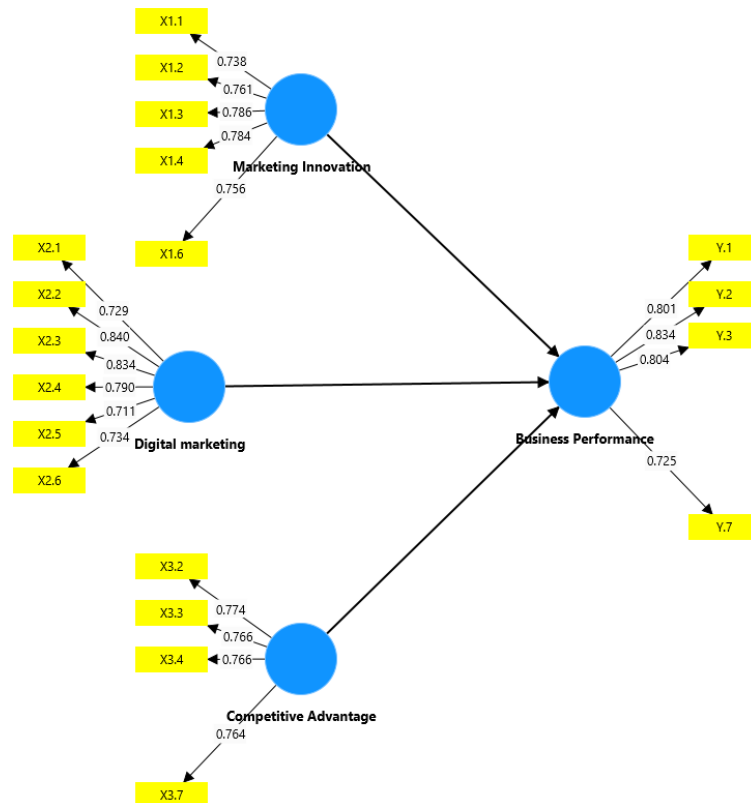 X1.1
0.738
X1.2
0.761
X1.3
0.786
X1.4
0.784
Marketing Innovation
0.756
X1.6
X2.1
0.729
X2.2
0.840
X2.3
0.834
X2.4
0.790
X2.5
0.711
X2.6
0.734
Digital marketing
Y.1
0.801
Y.2
0.834
Y.3
0.804
Business Performance
0.725
Y.7
X3.2
0.774
X3.3
0.766
X3.4
0.766
Competitive Advantage
0.764
X3.7